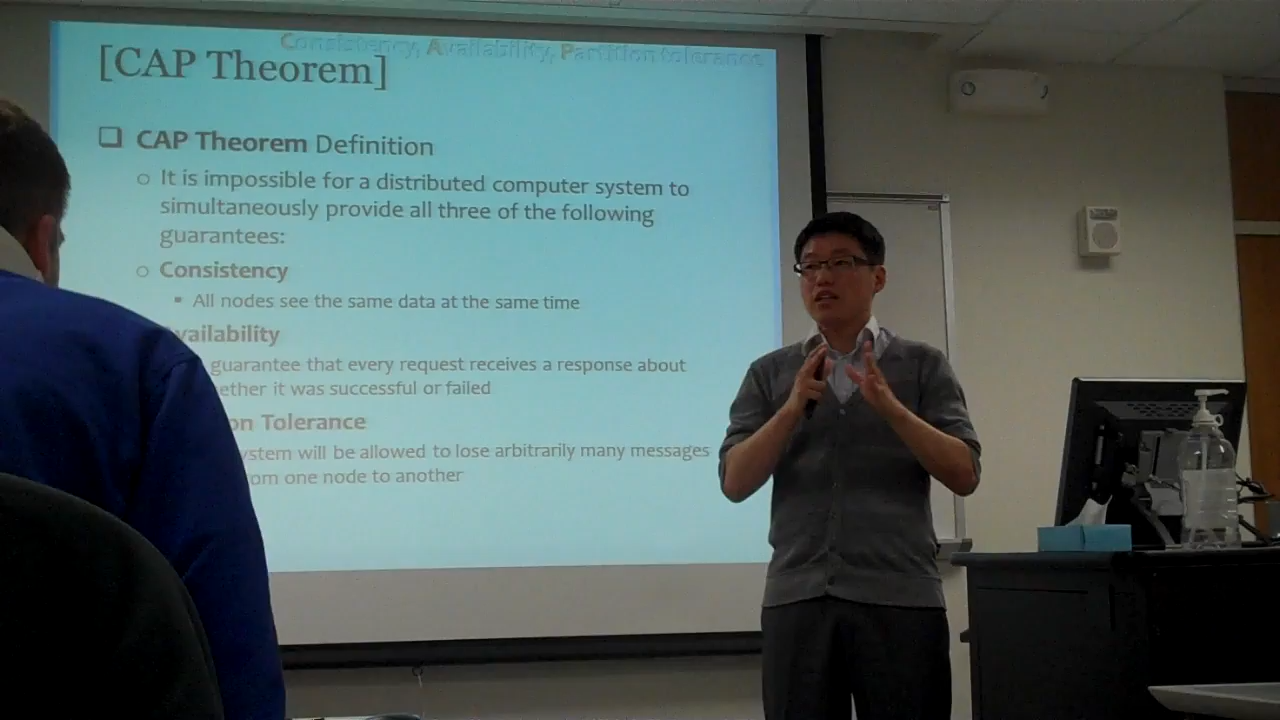 Consistency, Availability, Partition tolerance
[CAP Theorem]
CAP Theorem Definition
It is impossible for a distributed computer system to
simultaneously provide all three of the following
guarantees:
Consistency
All nodes see the same data at the same time
vailability
guarantee that every request receives a response about
ether it was successful or failed
on Tolerance
ystem will be allowed to lose arbitrarily many messages
om one node to another